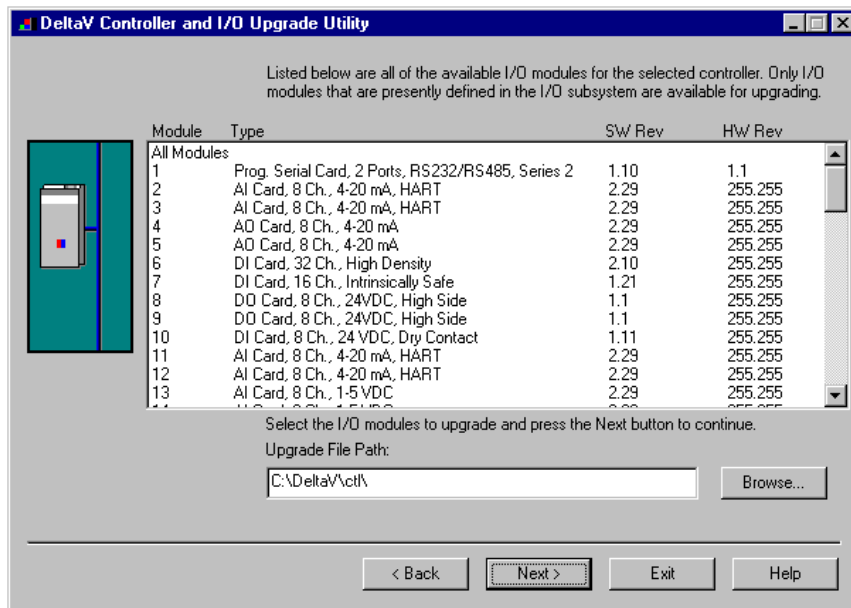 DeltaV Controller and I/O Upgrade Utility
Listed below are all of the available I/O modules for the selected controller. Only I/O
modules that are presently defined in the I/O subsystem are available for upgrading.
Module Type SW Rev HW Rev
All Modules
1 Prog. Serial Card, 2 Ports, RS232/RS485, Series 2 1.10 1.1
2 AI Card, 8 Ch., 4-20 mA, HART 2.29 255.255
3 AI Card, 8 Ch., 4-20 mA, HART 2.29 255.255
4 AO Card, 8 Ch., 4-20 mA 2.29 255.255
5 AO Card, 8 Ch., 4-20 mA 2.29 255.255
6 DI Card, 32 Ch., High Density 2.10 255.255
7 DI Card, 16 Ch., Intrinsically Safe 1.21 255.255
8 DO Card, 8 Ch., 24VDC, High Side 1.1 255.255
9 DO Card, 8 Ch., 24VDC, High Side 1.1 255.255
10 DI Card, 8 Ch., 24 VDC, Dry Contact 1.11 255.255
11 AI Card, 8 Ch., 4-20 mA, HART 2.29 255.255
12 AI Card, 8 Ch., 4-20 mA, HART 2.29 255.255
13 AI Card, 8 Ch., 1-5 VDC 2.29 255.255
Select the I/O modules to upgrade and press the Next button to continue.
Upgrade File Path:
C:\DeltaV\ctl\
Browse...
< Back
Next >
Exit
Help